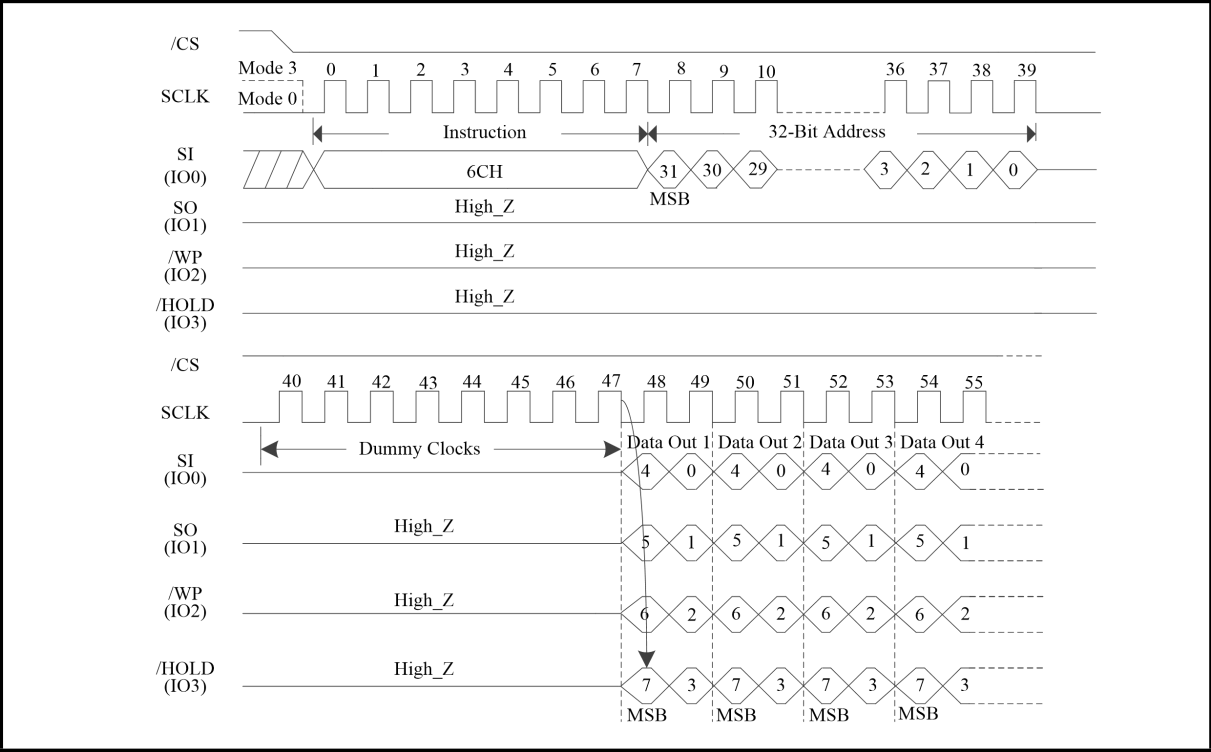 /CS
Mode 3 0 1 2 3 4 5 6 7 8 9 10 36 37 38 39
SCLK Mode 0
Instruction 32-Bit Address
SI
(IO0) 6CH 31 30 29 3 2 1 0
MSB
SO
(IO1) High_Z
/WP
(IO2) High_Z
/HOLD
(IO3) High_Z
/CS
40 41 42 43 44 45 46 47 48 49 50 51 52 53 54 55
SCLK
Dummy Clocks Data Out 1 Data Out 2 Data Out 3 Data Out 4
SI
(IO0) 4 0 4 0 4 0 4 0
SO
(IO1) High_Z 5 1 5 1 5 1 5 1
/WP
(IO2) High_Z 6 2 6 2 6 2 6 2
/HOLD
(IO3) High_Z 7 3 7 3 7 3 7 3
MSB MSB MSB MSB